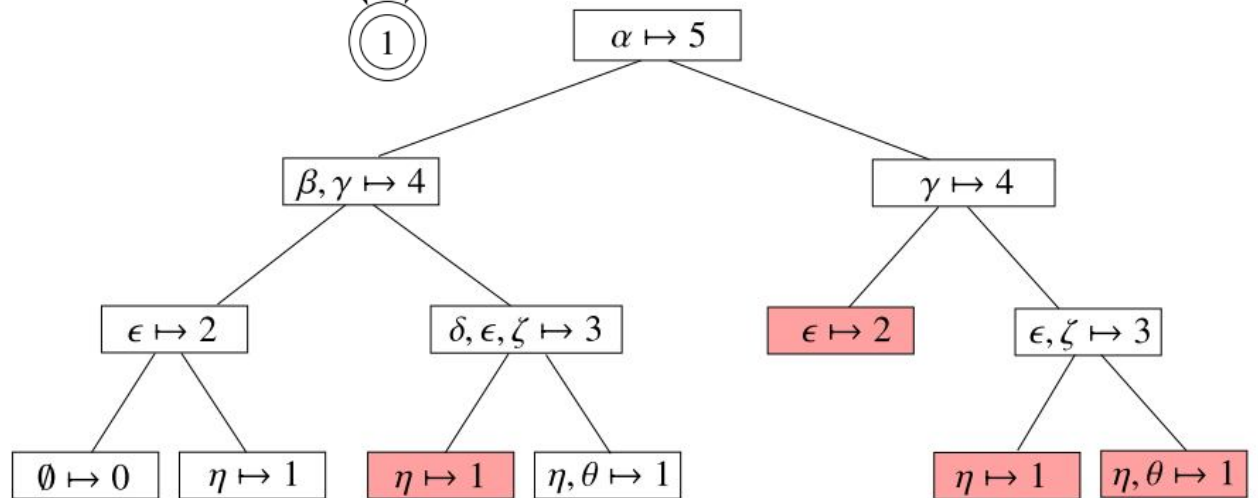 1
α ↦ 5
β, γ ↦ 4
γ ↦ 4
ϵ ↦ 2
δ, ϵ, ζ ↦ 3
ϵ ↦ 2
ϵ, ζ ↦ 3
∅ ↦ 0
η ↦ 1
η ↦ 1
η, θ ↦ 1
η ↦ 1
η, θ ↦ 1